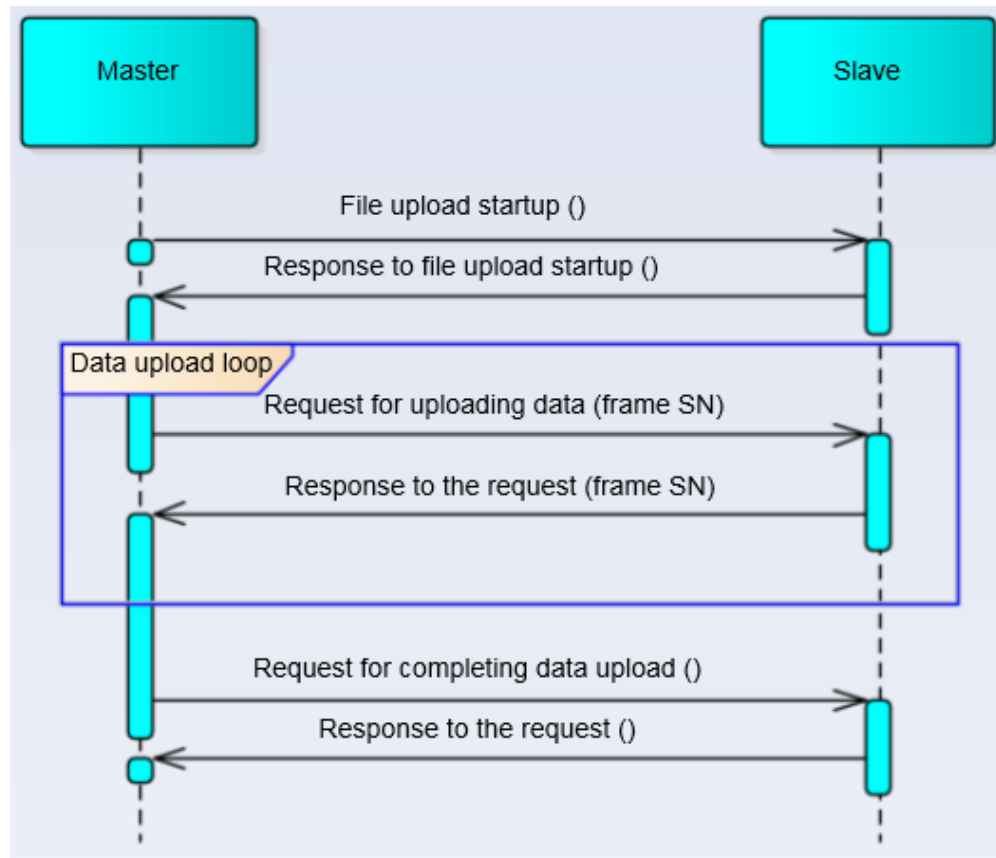 Master
Slave
File upload startup ()
Response to file upload startup ()
Data upload loop
Request for uploading data (frame SN)
Response to the request (frame SN)
Request for completing data upload ()
Response to the request ()